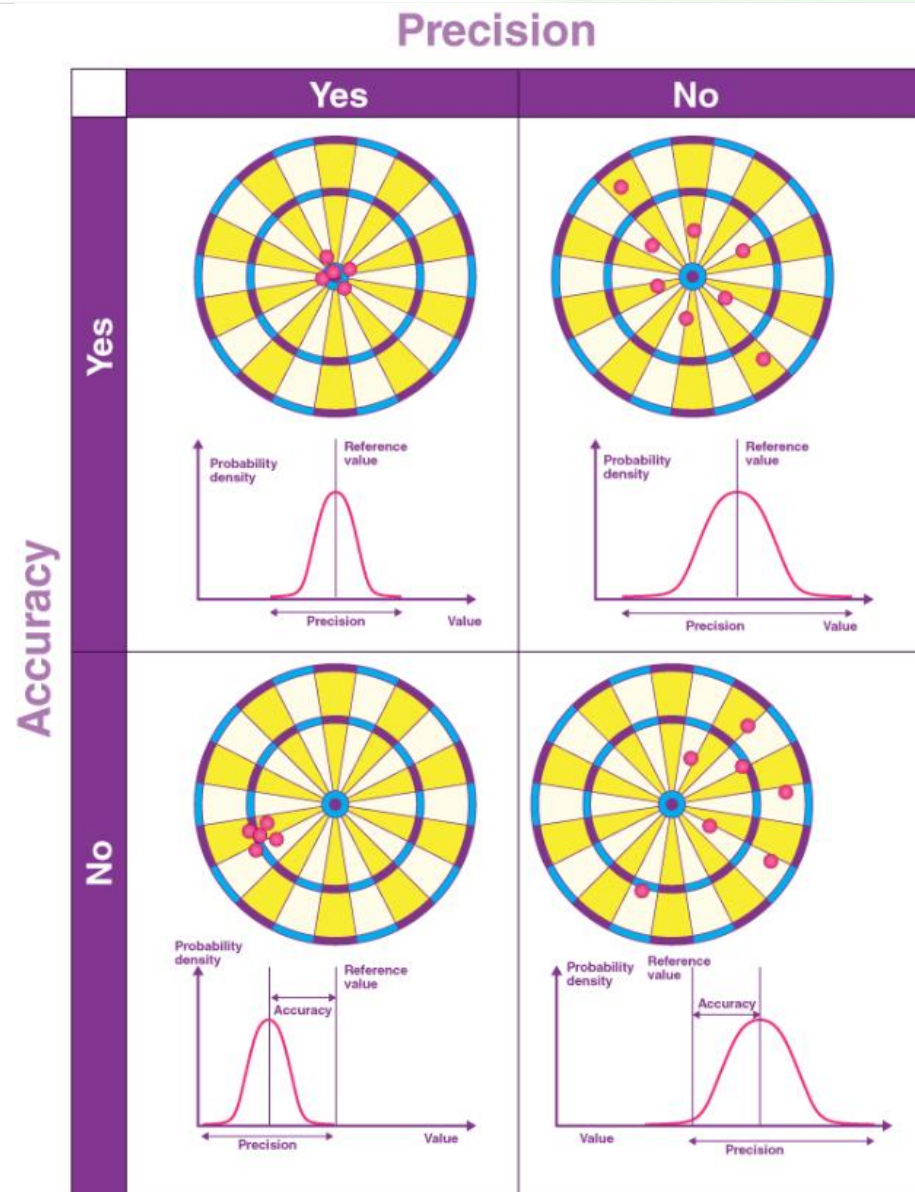 Precision
Yes
No
Accuracy
Yes
Probability
density
Reference
value
Precision
Value
Probability
density
Reference
value
Precision
Value
No
Probability
density
Reference
value
Accuracy
Precision
Value
Probability
density
Reference
value
Accuracy
Value
Precision